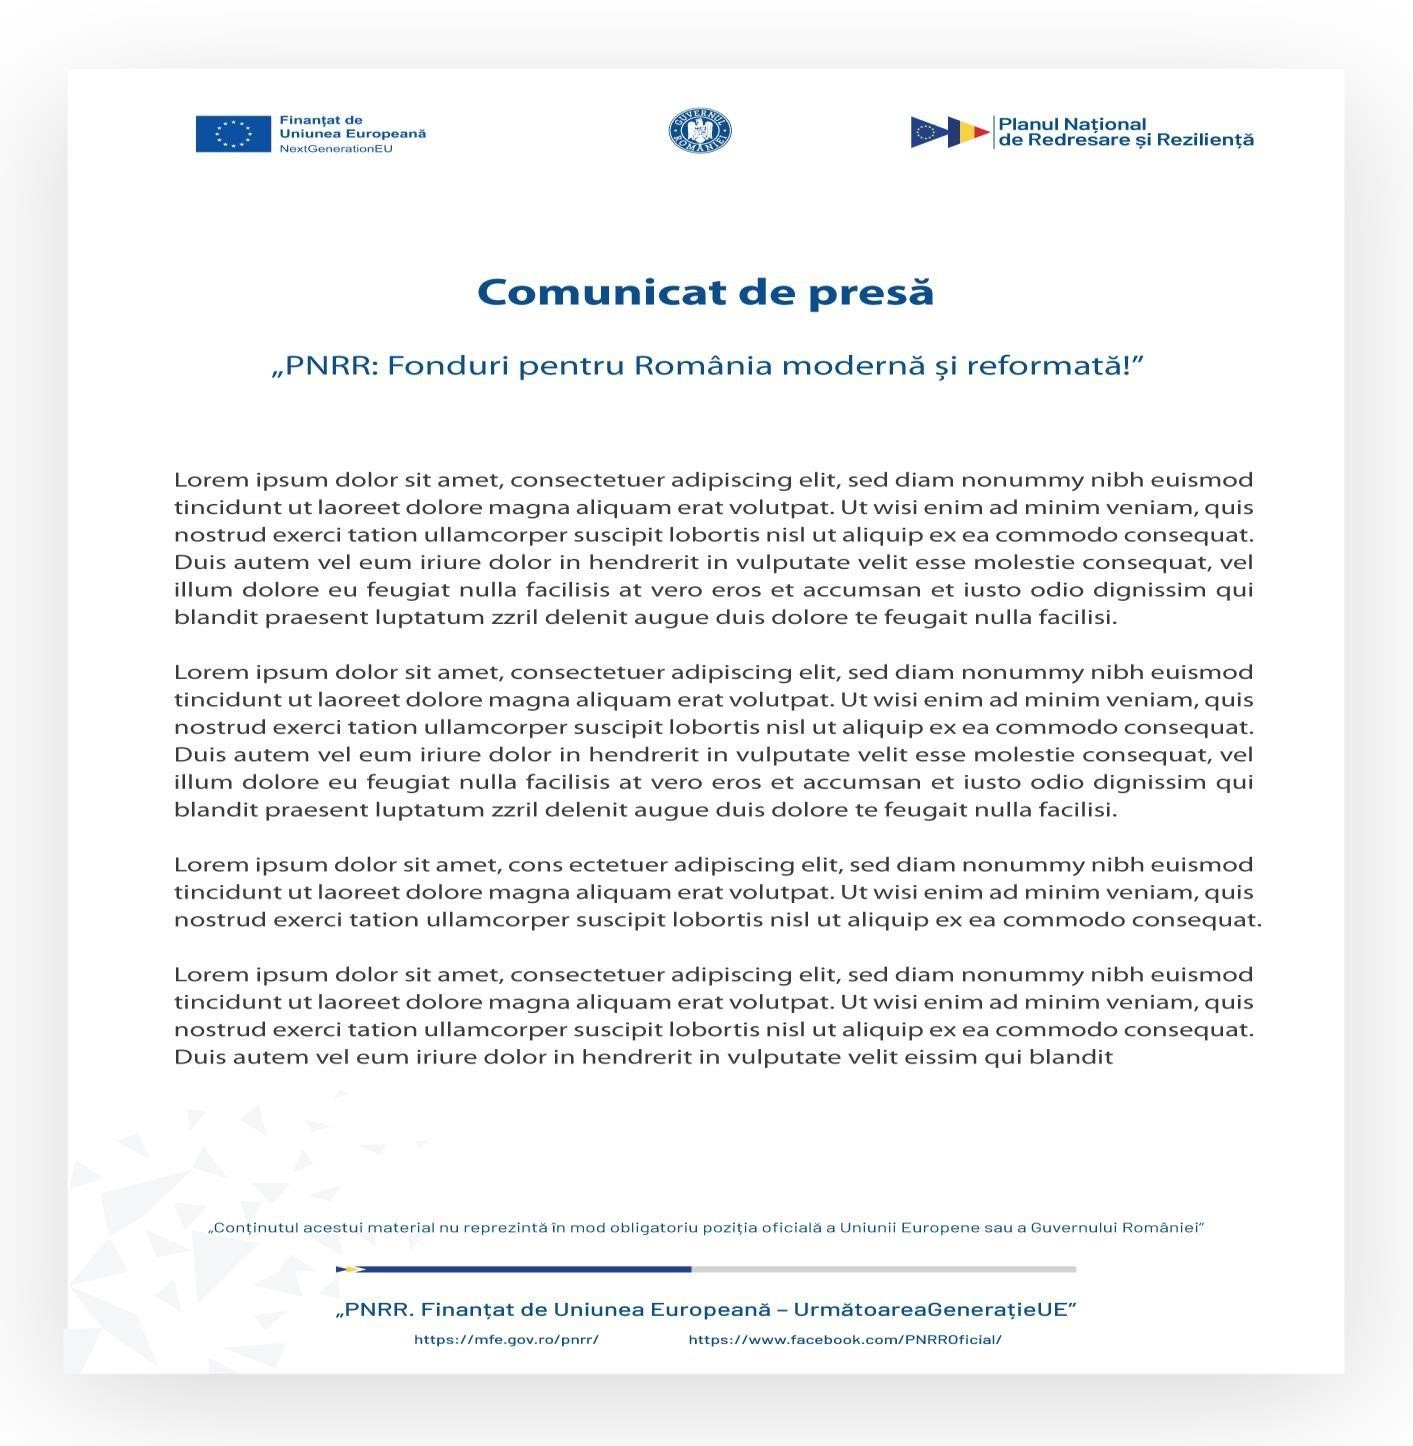 Finanțat de
Uniunea Europeană
NextGenerationEU
GUVERNUL
ROMÂNIEI
Planul Național
de Redresare și Reziliență
Comunicat de presă
„PNRR: Fonduri pentru România modernă și reformată!”
Lorem ipsum dolor sit amet, consectetuer adipiscing elit, sed diam nonummy nibh euismod
tincidunt ut laoreet dolore magna aliquam erat volutpat. Ut wisi enim ad minim veniam, quis
nostrud exerci tation ullamcorper suscipit lobortis nisl ut aliquip ex ea commodo consequat.
Duis autem vel eum iriure dolor in hendrerit in vulputate velit esse molestie consequat, vel
illum dolore eu feugiat nulla facilisis at vero eros et accumsan et iusto odio dignissim qui
blandit praesent luptatum zzril delenit augue duis dolore te feugait nulla facilisi.
Lorem ipsum dolor sit amet, consectetuer adipiscing elit, sed diam nonummy nibh euismod
tincidunt ut laoreet dolore magna aliquam erat volutpat. Ut wisi enim ad minim veniam, quis
nostrud exerci tation ullamcorper suscipit lobortis nisl ut aliquip ex ea commodo consequat.
Duis autem vel eum iriure dolor in hendrerit in vulputate velit esse molestie consequat, vel
illum dolore eu feugiat nulla facilisis at vero eros et accumsan et iusto odio dignissim qui
blandit praesent luptatum zzril delenit augue duis dolore te feugait nulla facilisi.
Lorem ipsum dolor sit amet, cons ectetuer adipiscing elit, sed diam nonummy nibh euismod
tincidunt ut laoreet dolore magna aliquam erat volutpat. Ut wisi enim ad minim veniam, quis
nostrud exerci tation ullamcorper suscipit lobortis nisl ut aliquip ex ea commodo consequat.
Lorem ipsum dolor sit amet, consectetuer adipiscing elit, sed diam nonummy nibh euismod
tincidunt ut laoreet dolore magna aliquam erat volutpat. Ut wisi enim ad minim veniam, quis
nostrud exerci tation ullamcorper suscipit lobortis nisl ut aliquip ex ea commodo consequat.
Duis autem vel eum iriure dolor in hendrerit in vulputate velit eissim qui blandit
„Conținutul acestui material nu reprezintă în mod obligatoriu poziția oficială a Uniunii Europene sau a Guvernului României”
„PNRR. Finanțat de Uniunea Europeană – UrmătoareaGenerațieUE”
https://mfe.gov.ro/pnrr/ https://www.facebook.com/PNRROficial/